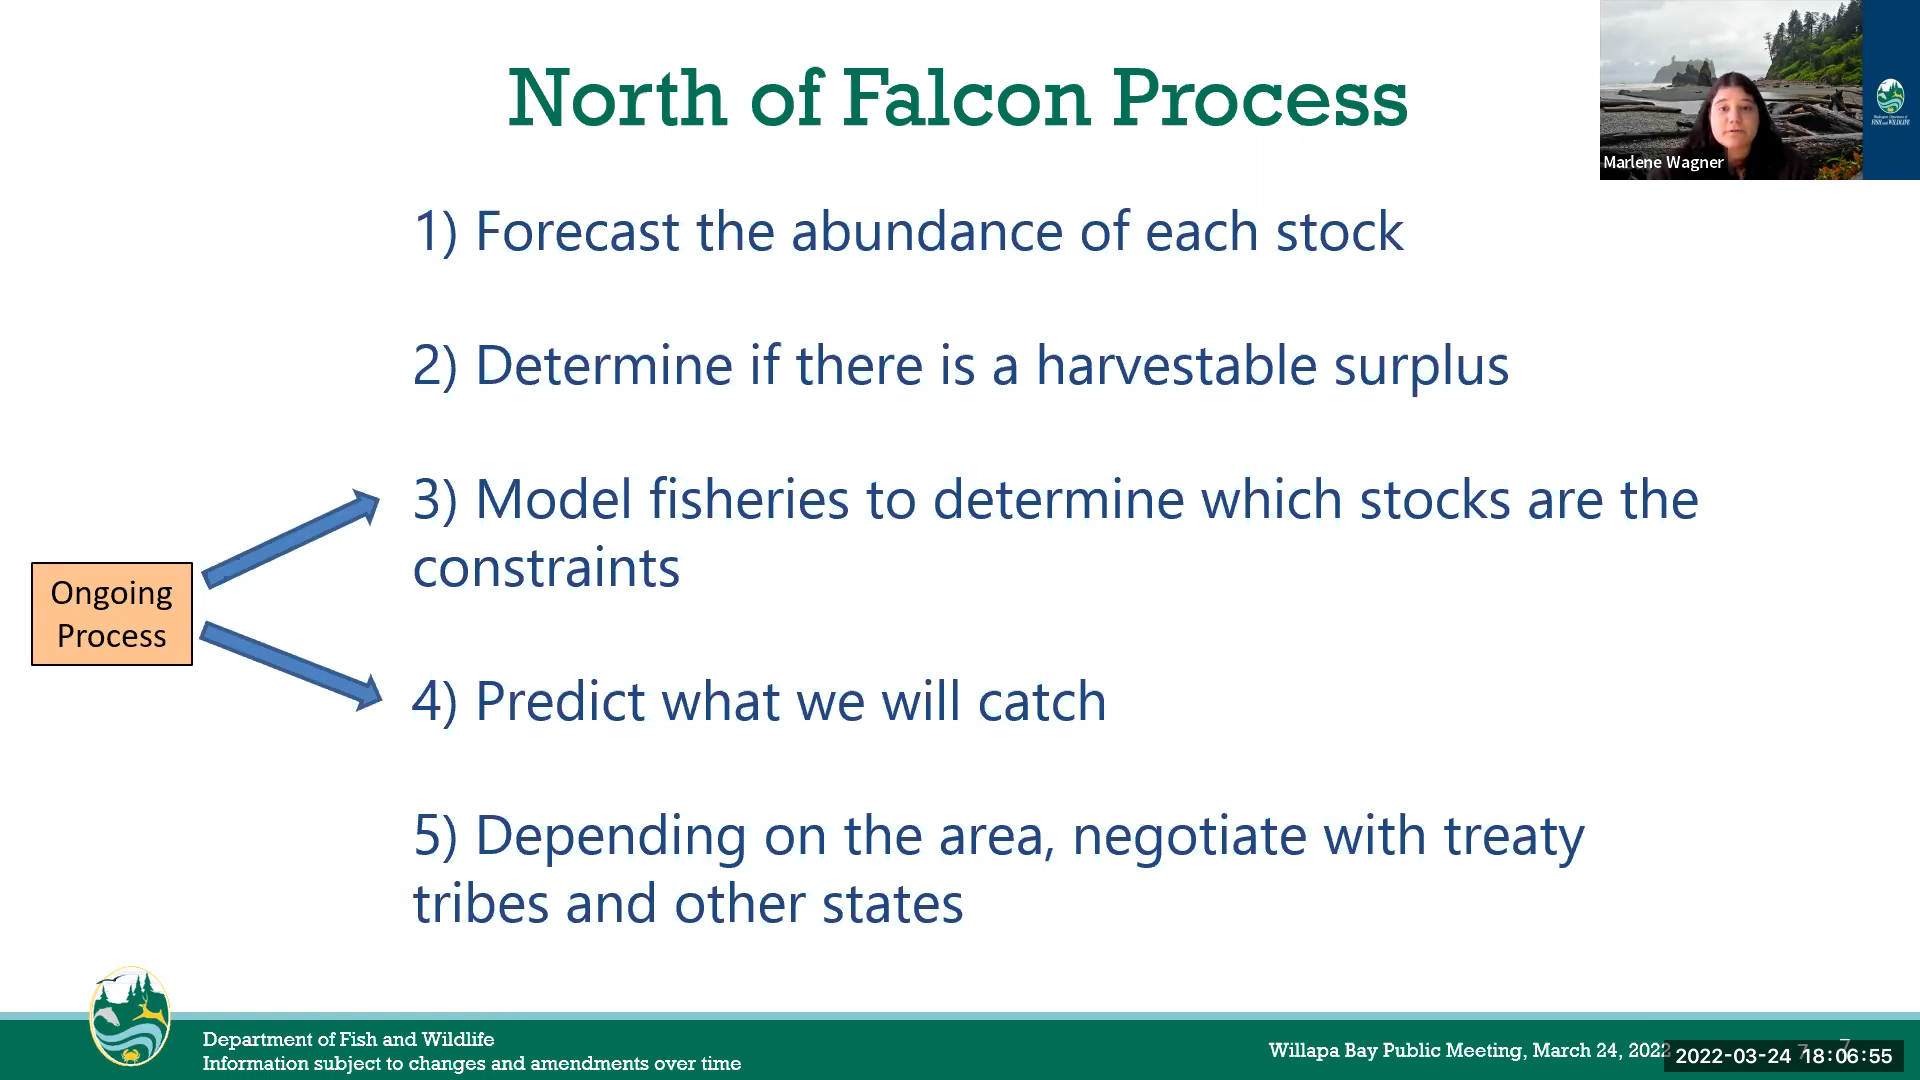 North of Falcon Process
Marlene Wagner
1) Forecast the abundance of each stock
2) Determine if there is a harvestable surplus
3) Model fisheries to determine which stocks are the
constraints
Ongoing
Process
4) Predict what we will catch
5) Depending on the area, negotiate with treaty
tribes and other states
Department of Fish and Wildlife
Information subject to changes and amendments over time
Willapa Bay Public Meeting, March 24, 2022
2022-03-24 18:06:55